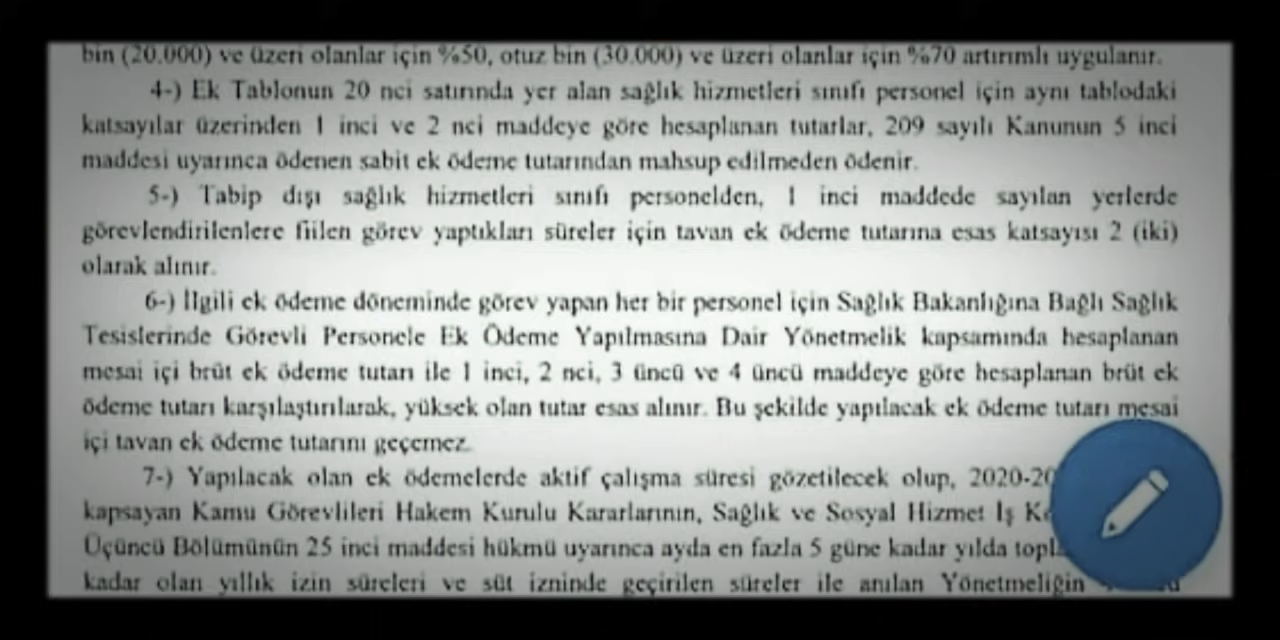 bin (20.000) ve üzeri olanlar için %50, otuz bin (30.000) ve üzeri olanlar için %70 artırımlı uygulanır.
4-) Ek Tablonun 20 nci satırında yer alan sağlık hizmetleri sınıfı personel için aynı tablodaki
katsayılar üzerinden 1 inci ve 2 nci maddeye göre hesaplanan tutarlar, 209 sayılı Kanunun 5 inci
maddesi uyarınca ödenen sabit ek ödeme tutarından mahsup edilmeden ödenir.
5-) Tabip dışı sağlık hizmetleri sınıfı personelden, 1 inci maddede sayılan yerlerde
görevlendirilenlere fiilen görev yaptıkları süreler için tavan ek ödeme tutarına esas katsayısı 2 (iki)
olarak alınır.
6-) İlgili ek ödeme döneminde görev yapan her bir personel için Sağlık Bakanlığına Bağlı Sağlık
Tesislerinde Görevli Personele Ek Ödeme Yapılmasına Dair Yönetmelik kapsamında hesaplanan
mesai içi brüt ek ödeme tutarı ile 1 inci, 2 nci, 3 üncü ve 4 üncü maddeye göre hesaplanan brüt ek
ödeme tutarı karşılaştırılarak, yüksek olan tutar esas alınır. Bu şekilde yapılacak ek ödeme tutarı mesai
içi tavan ek ödeme tutarını geçemez.
7-) Yapılacak olan ek ödemelerde aktif çalışma süresi gözetilecek olup, 2020-20
kapsayan Kamu Görevlileri Hakem Kurulu Kararlarının, Sağlık ve Sosyal Hizmet İş
Üçüncü Bölümünün 25 inci maddesi hükmü uyarınca ayda en fazla 5 güne kadar yılda
kadar olan yıllık izin süreleri ve süt izninde geçirilen süreler ile anılan Yönetmeliğin